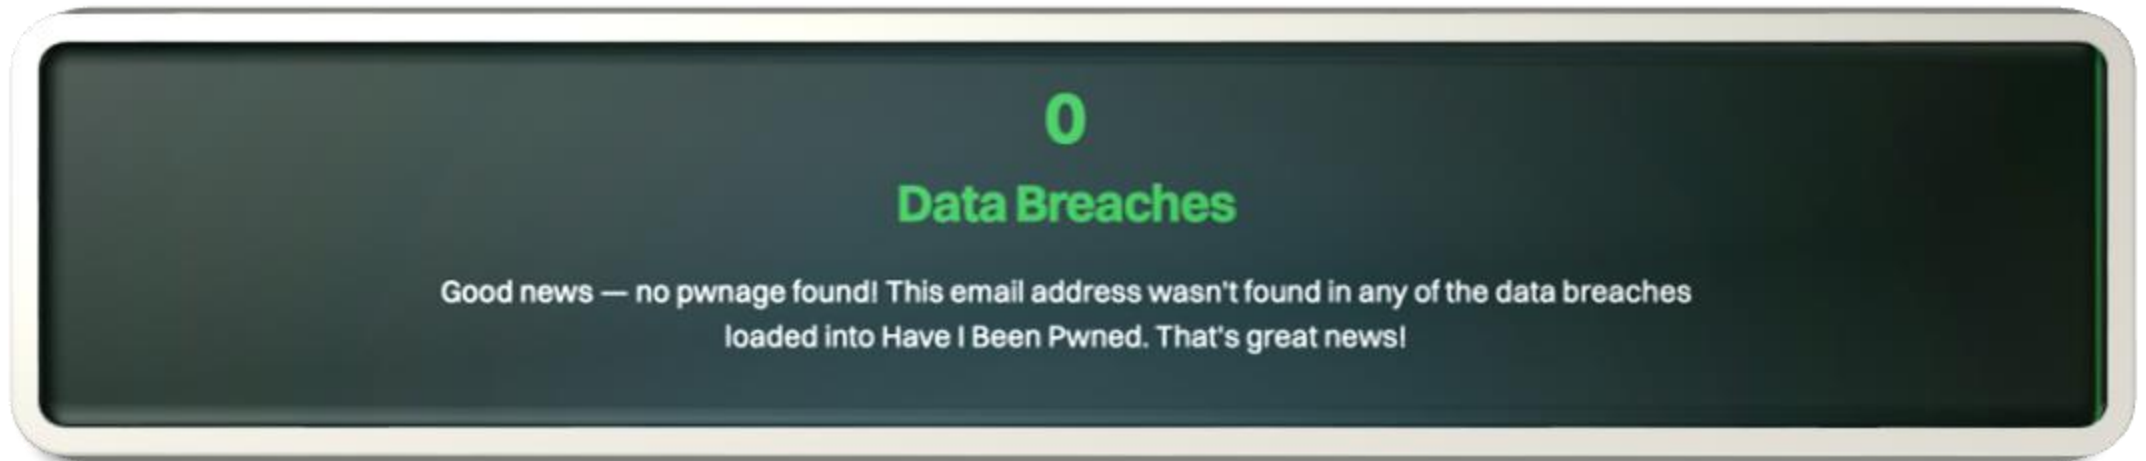 0
Data Breaches
Good news — no pwnage found! This email address wasn't found in any of the data breaches
loaded into Have I Been Pwned. That's great news!